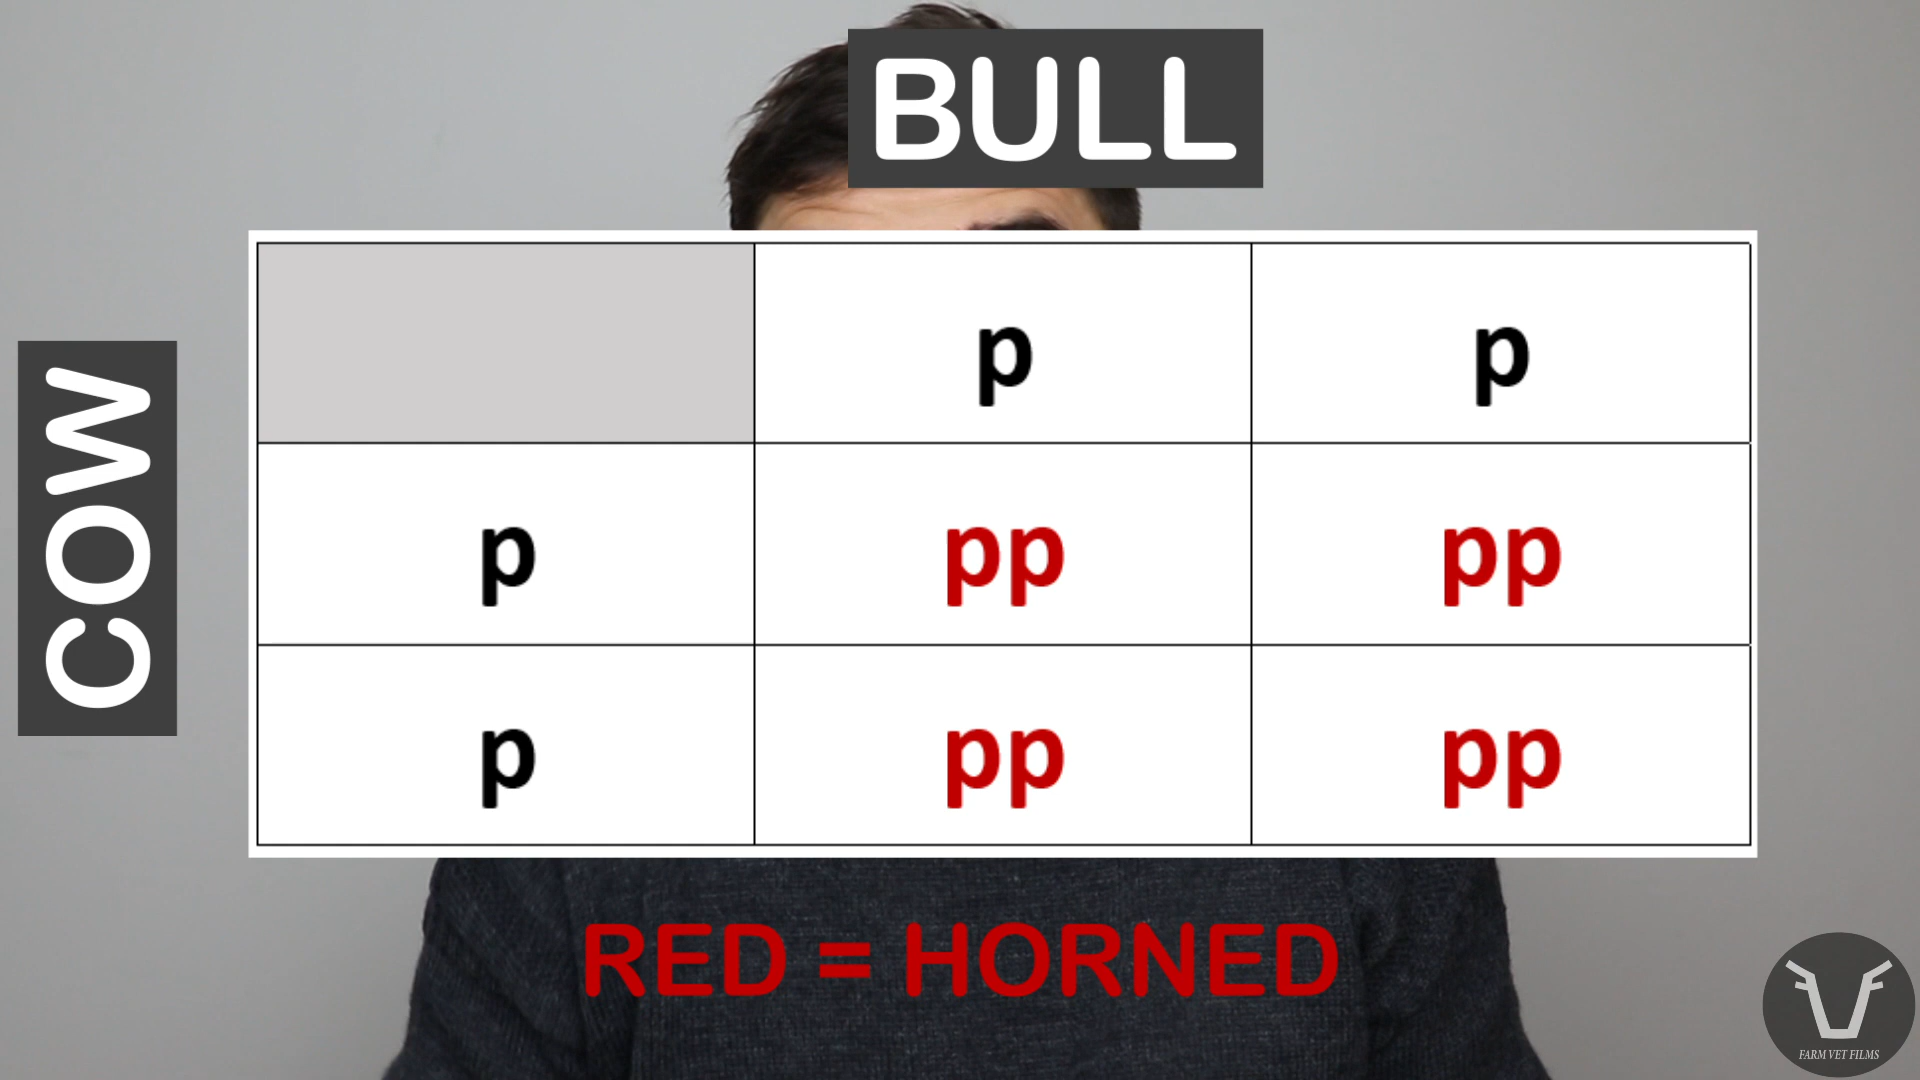 BULL
COW
p p
p pp pp
p pp pp
RED = HORNED
FARM VET FILMS